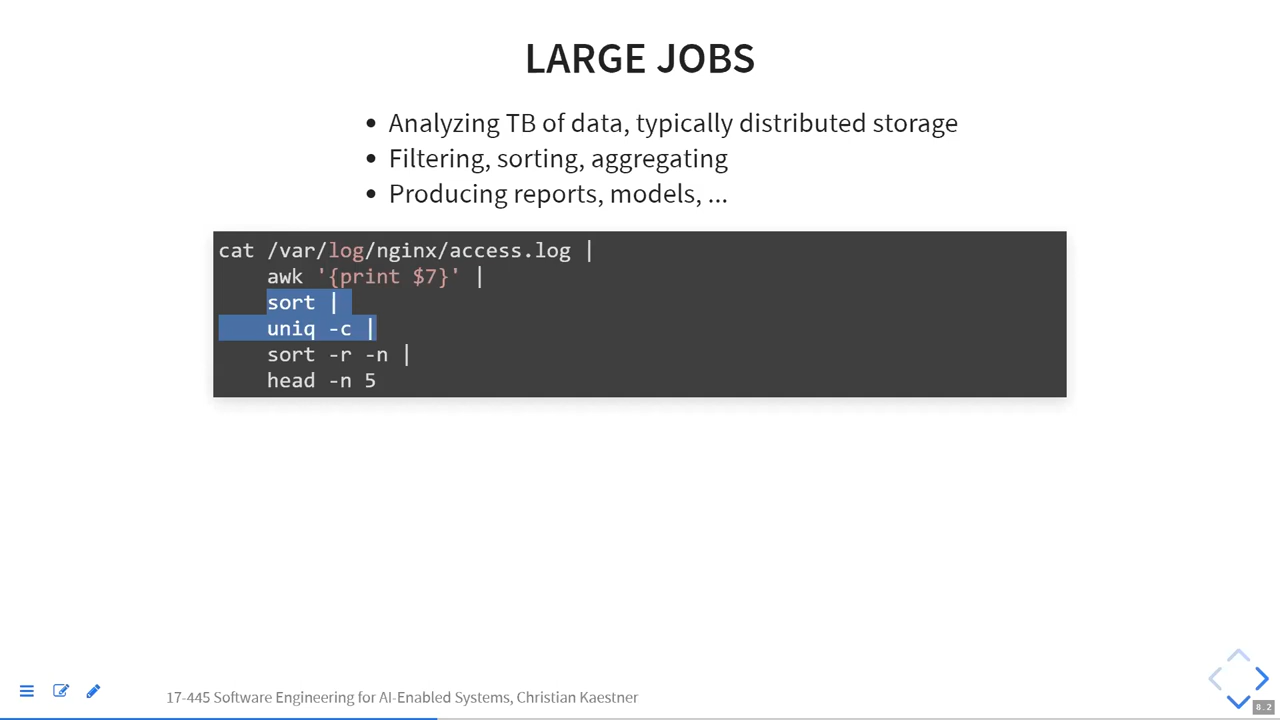 LARGE JOBS
Analyzing TB of data, typically distributed storage
Filtering, sorting, aggregating
Producing reports, models, ...
cat /var/log/nginx/access.log |
    awk '{print $7}' |
    sort |
    uniq -c |
    sort -r -n |
    head -n 5
17-445 Software Engineering for AI-Enabled Systems, Christian Kaestner
8.2